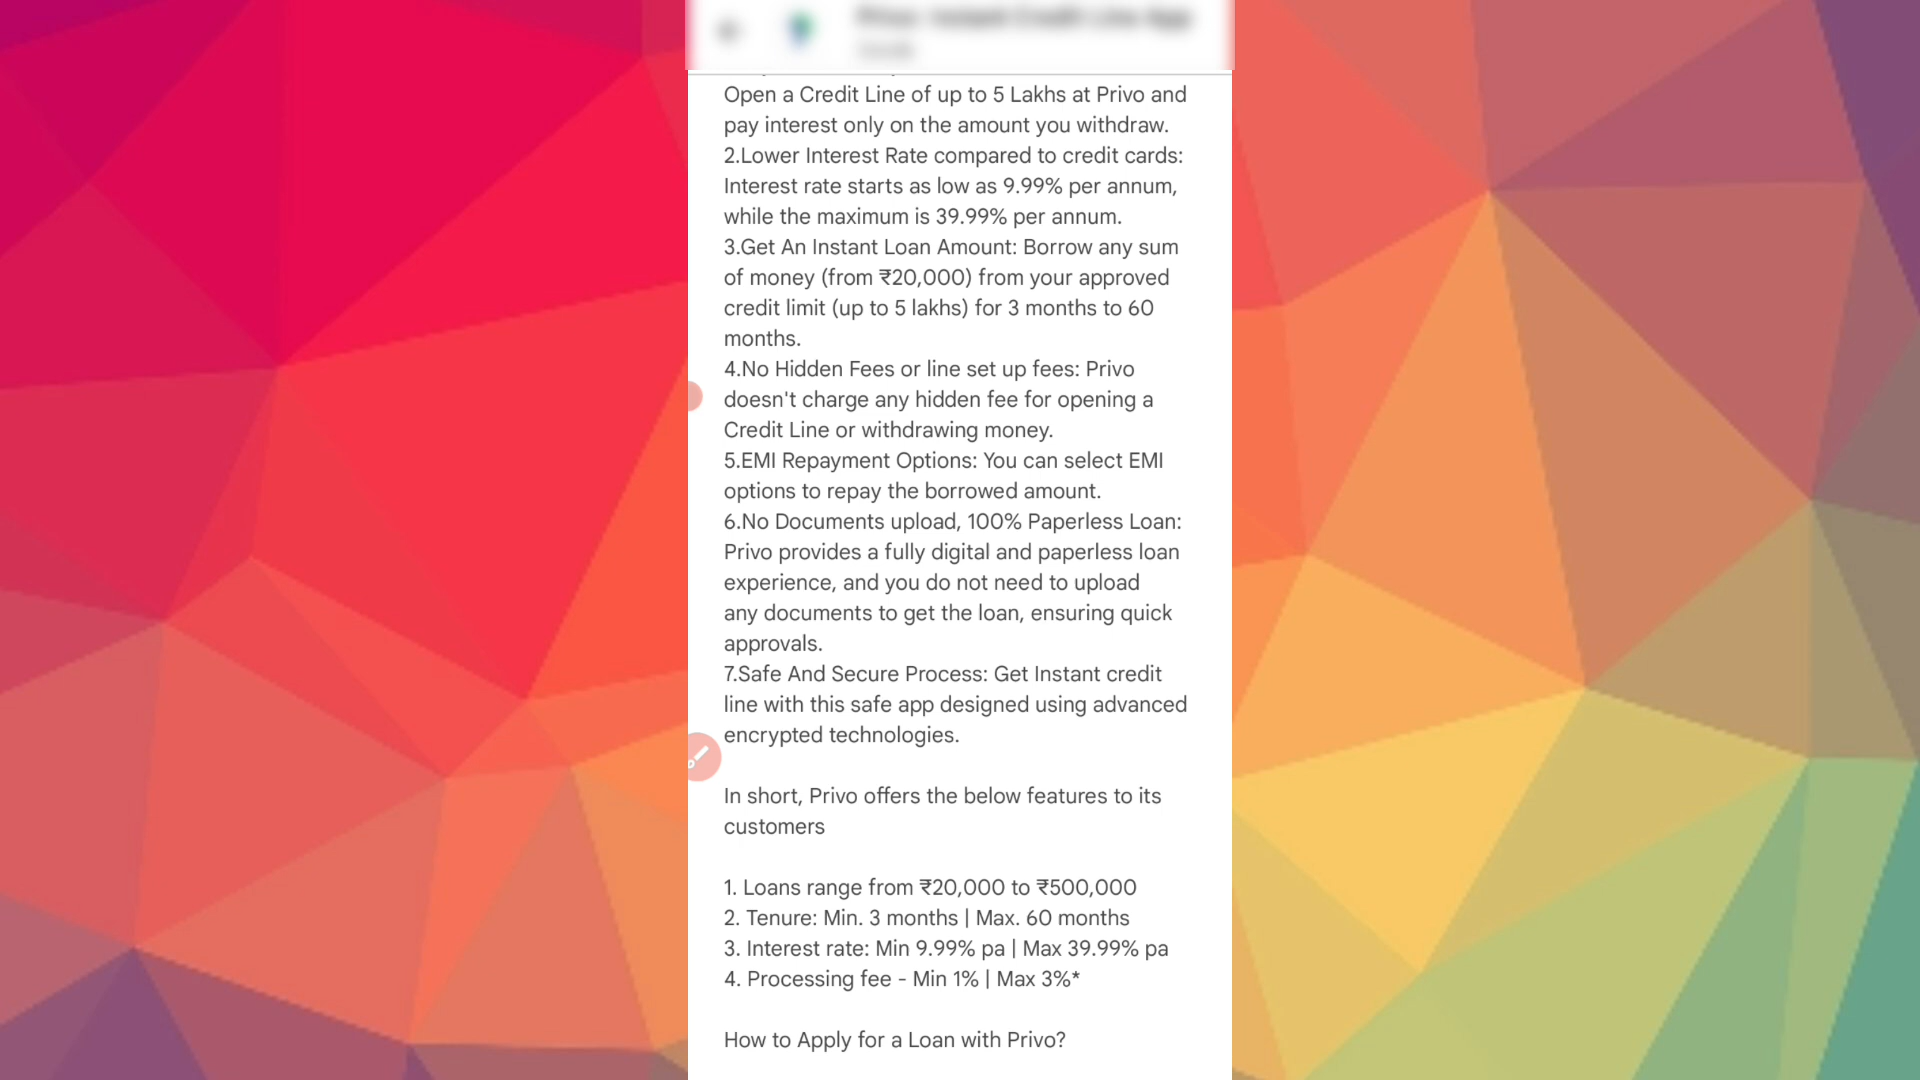 Privo: Instant Credit Line App
Open a Credit Line of up to 5 Lakhs at Privo and
pay interest only on the amount you withdraw.
2.Lower Interest Rate compared to credit cards:
Interest rate starts as low as 9.99% per annum,
while the maximum is 39.99% per annum.
3.Get An Instant Loan Amount: Borrow any sum
of money (from ₹20,000) from your approved
credit limit (up to 5 lakhs) for 3 months to 60
months.
4.No Hidden Fees or line set up fees: Privo
doesn't charge any hidden fee for opening a
Credit Line or withdrawing money.
5.EMI Repayment Options: You can select EMI
options to repay the borrowed amount.
6.No Documents upload, 100% Paperless Loan:
Privo provides a fully digital and paperless loan
experience, and you do not need to upload
any documents to get the loan, ensuring quick
approvals.
7.Safe And Secure Process: Get Instant credit
line with this safe app designed using advanced
encrypted technologies.
In short, Privo offers the below features to its
customers
1. Loans range from ₹20,000 to ₹500,000
2. Tenure: Min. 3 months | Max. 60 months
3. Interest rate: Min 9.99% pa | Max 39.99% pa
4. Processing fee - Min 1% | Max 3%*
How to Apply for a Loan with Privo?